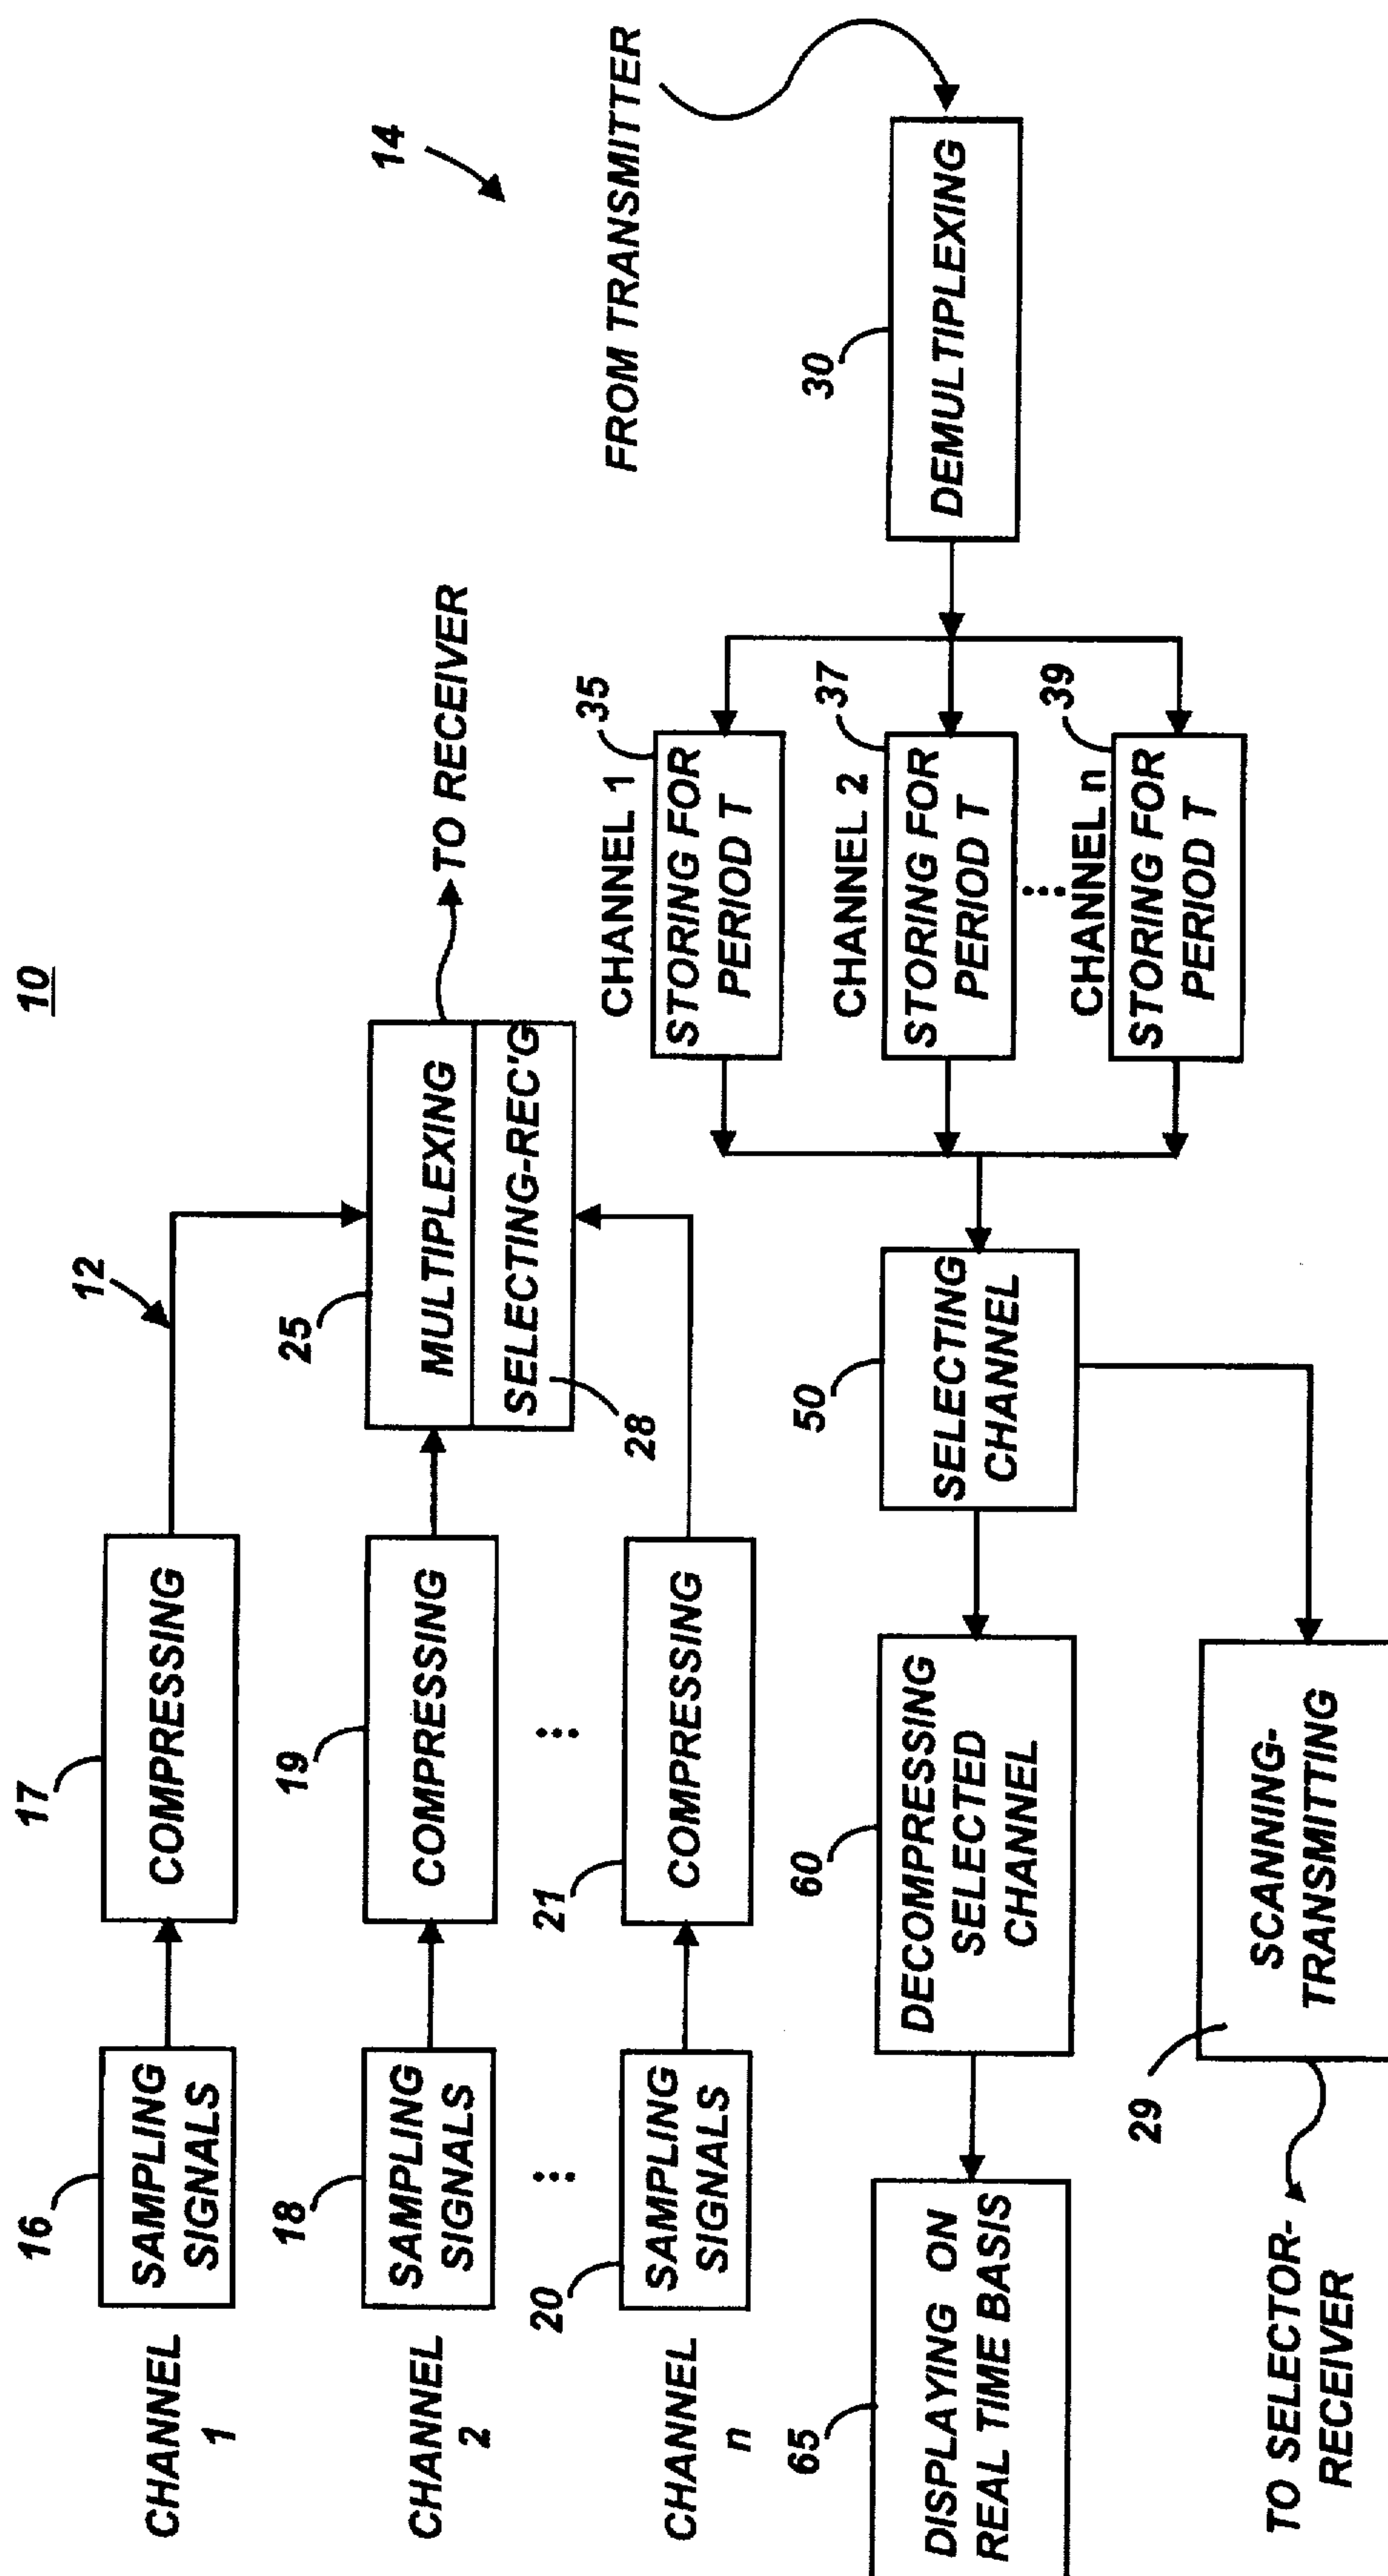 10
12
CHANNEL
1
16
SAMPLING
SIGNALS
17
COMPRESSING
CHANNEL
2
18
SAMPLING
SIGNALS
19
COMPRESSING
25
MULTIPLEXING
SELECTING-REC'G
28
TO RECEIVER
CHANNEL
n
20
SAMPLING
SIGNALS
21
COMPRESSING
14
FROM TRANSMITTER
30
DEMULTIPLEXING
CHANNEL 1
35
STORING FOR
PERIOD T
CHANNEL 2
37
STORING FOR
PERIOD T
CHANNEL n
39
STORING FOR
PERIOD T
50
SELECTING
CHANNEL
60
DECOMPRESSING
SELECTED
CHANNEL
65
DISPLAYING ON
REAL TIME BASIS
29
SCANNING-
TRANSMITTING
TO SELECTOR-
RECEIVER